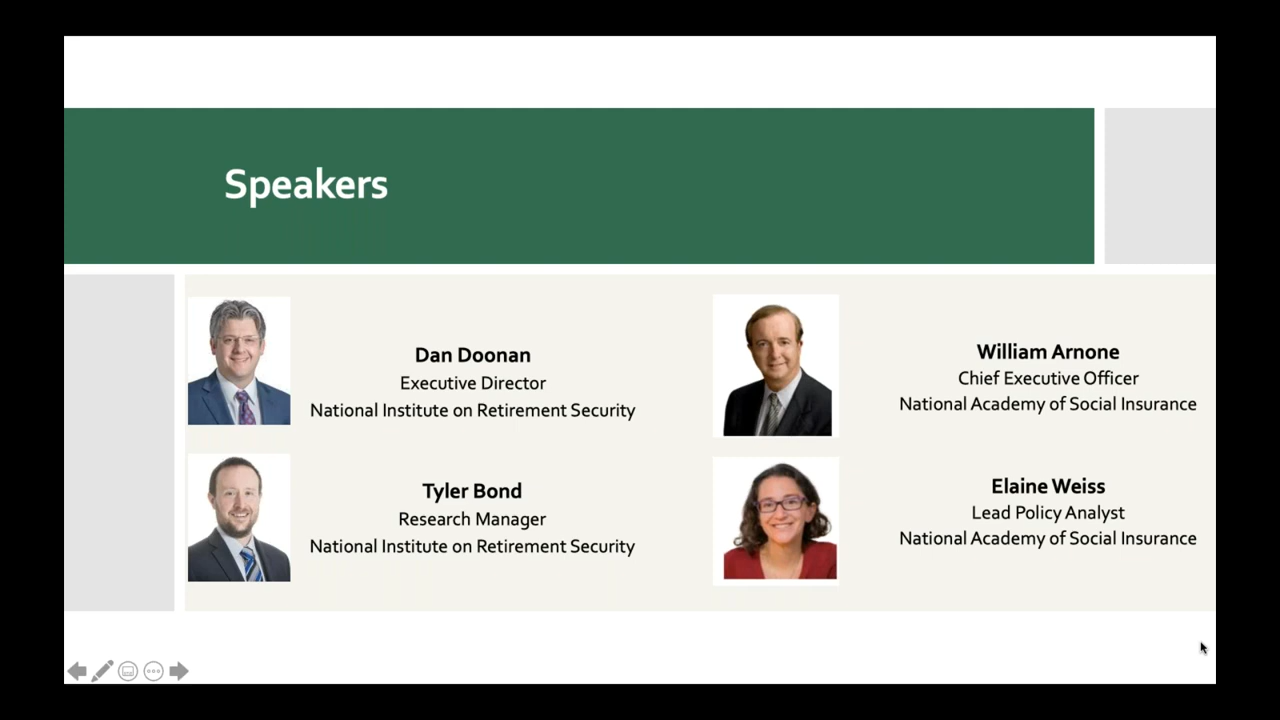 Speakers
Dan Doonan
Executive Director
National Institute on Retirement Security
William Arnone
Chief Executive Officer
National Academy of Social Insurance
Tyler Bond
Research Manager
National Institute on Retirement Security
Elaine Weiss
Lead Policy Analyst
National Academy of Social Insurance